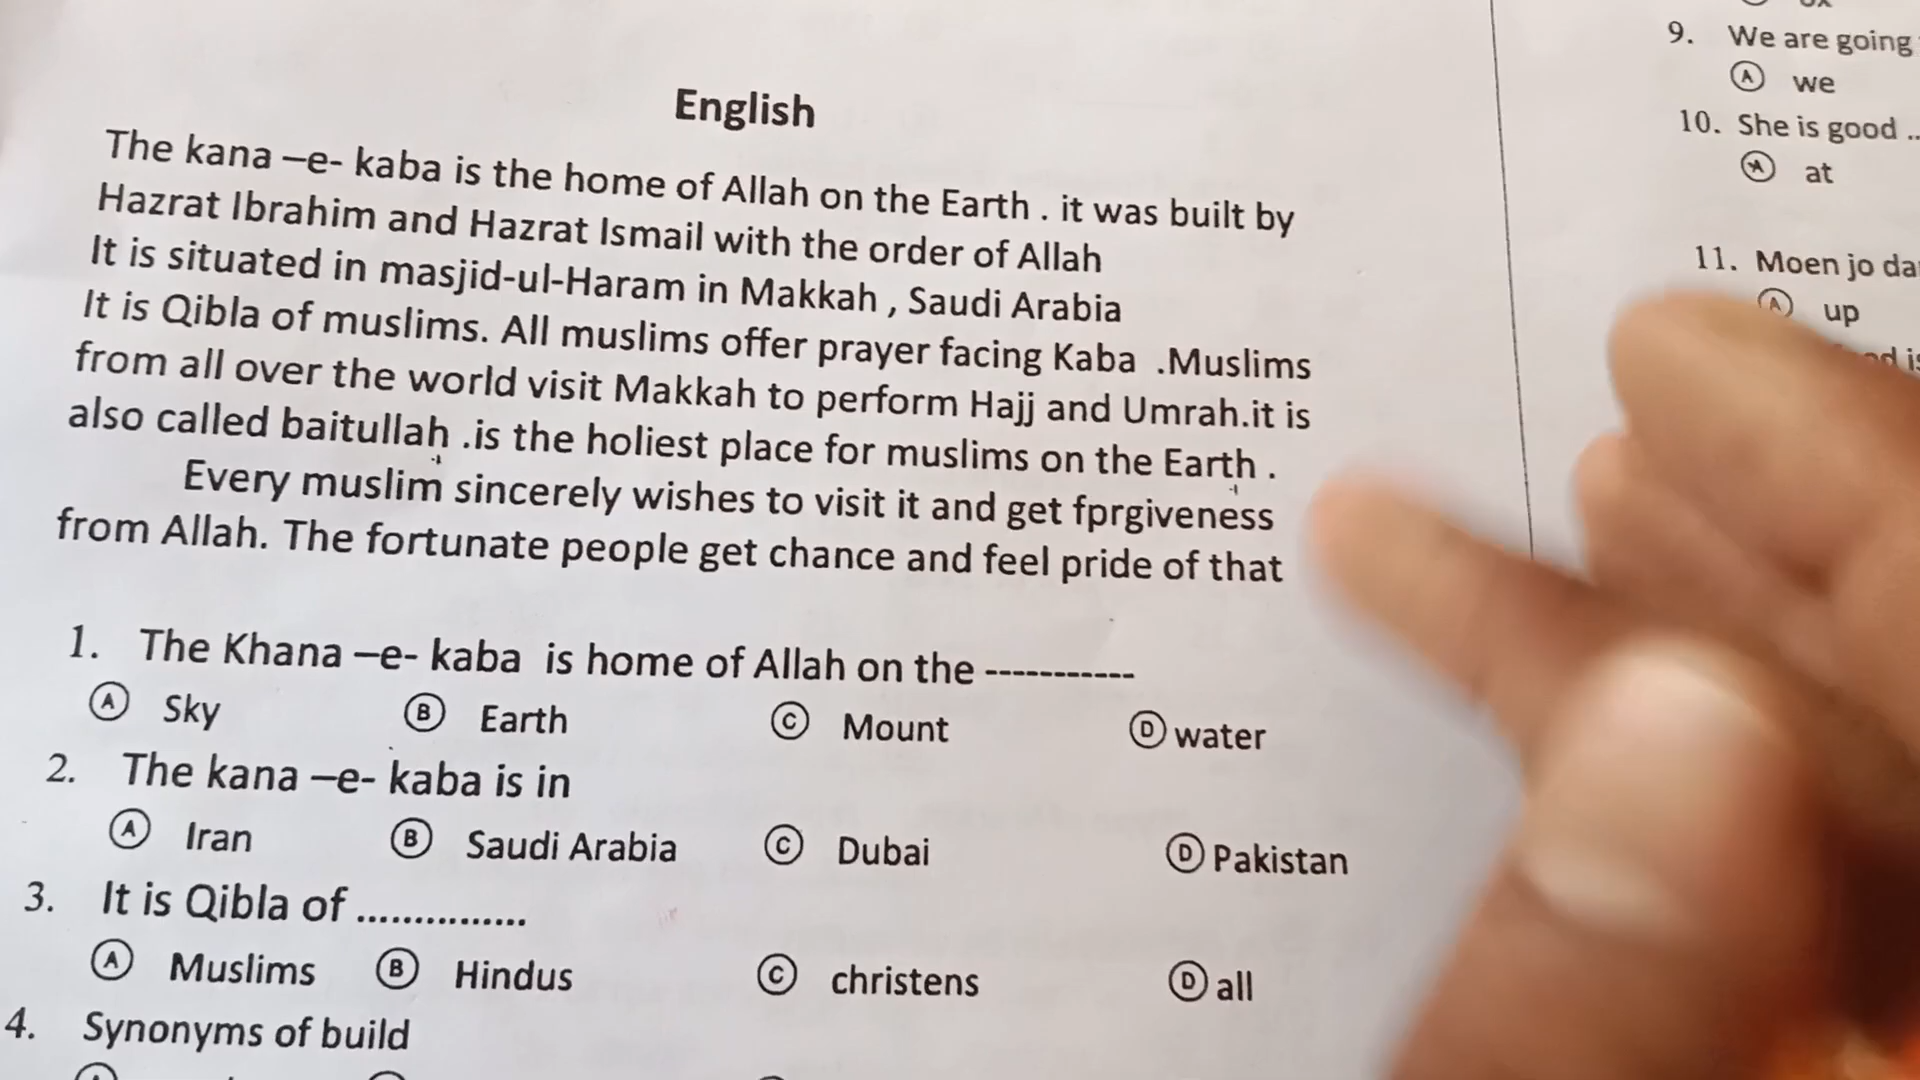 English
The kana –e- kaba is the home of Allah on the Earth . it was built by
Hazrat Ibrahim and Hazrat Ismail with the order of Allah
It is situated in masjid-ul-Haram in Makkah , Saudi Arabia
It is Qibla of muslims. All muslims offer prayer facing Kaba .Muslims
from all over the world visit Makkah to perform Hajj and Umrah.it is
also called baitullah .is the holiest place for muslims on the Earth .
Every muslim sincerely wishes to visit it and get fprgiveness
from Allah. The fortunate people get chance and feel pride of that
1. The Khana –e- kaba is home of Allah on the -----------
A Sky B Earth C Mount D water
2. The kana –e- kaba is in
A Iran B Saudi Arabia C Dubai D Pakistan
3. It is Qibla of ...............
A Muslims B Hindus C christens D all
4. Synonyms of build
9. We are going
A we
10. She is good ..
A at
11. Moen jo da
A up